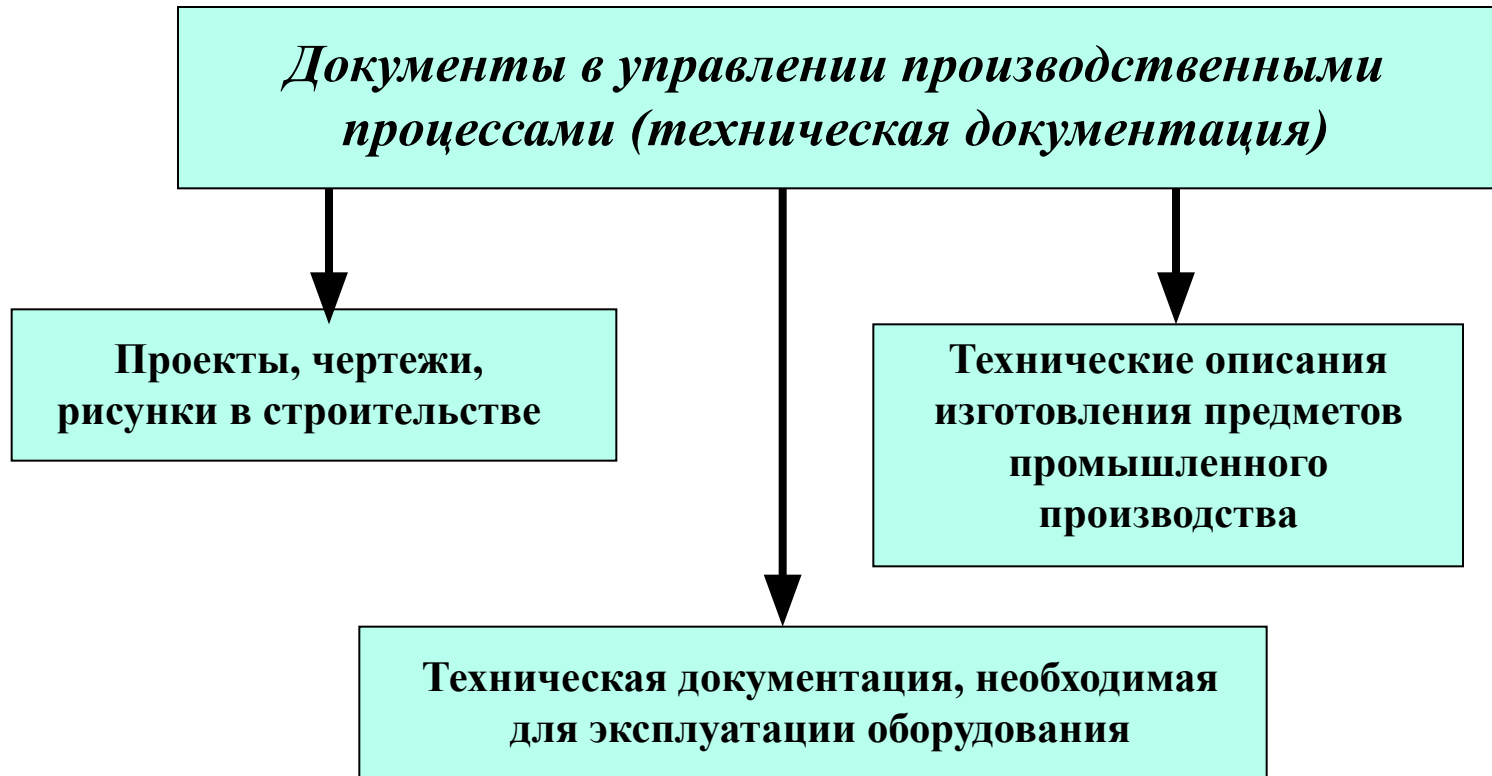 Документы в управлении производственными
процессами (техническая документация)
Проекты, чертежи,
рисунки в строительстве
Технические описания
изготовления предметов
промышленного
производства
Техническая документация, необходимая
для эксплуатации оборудования